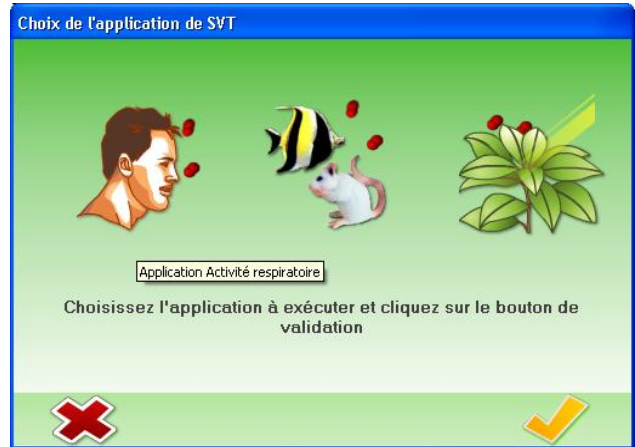 Choix de l'application de SVT
Application Activité respiratoire
Choisissez l'application à exécuter et cliquez sur le bouton de
validation